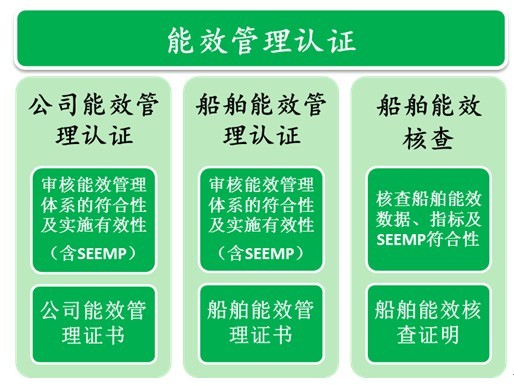 能效管理认证
公司能效管
理认证
审核能效管理
体系的符合性
及实施有效性
（含SEEMP）
公司能效管
理证书
船舶能效管
理认证
审核能效管理
体系的符合性
及实施有效性
（含SEEMP）
船舶能效管
理证书
船舶能效
核查
核查船舶能效
数据、指标及
SEEMP符合性
船舶能效核
查证明